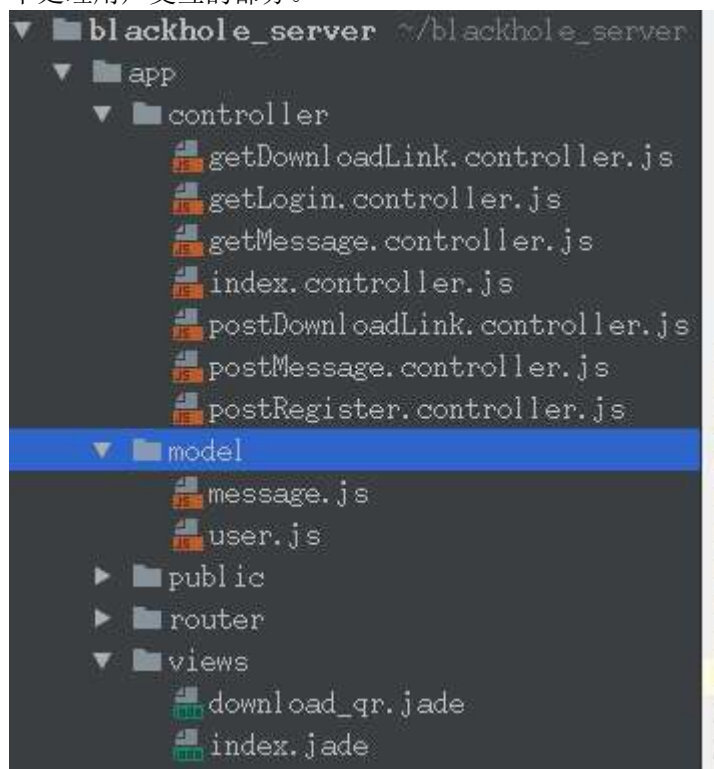 blackhole_server ~/blackhole_server
app
controller
getDownloadLink.controller.js
getLogin.controller.js
getMessage.controller.js
index.controller.js
postDownloadLink.controller.js
postMessage.controller.js
postRegister.controller.js
model
message.js
user.js
public
router
views
download_qr.jade
index.jade